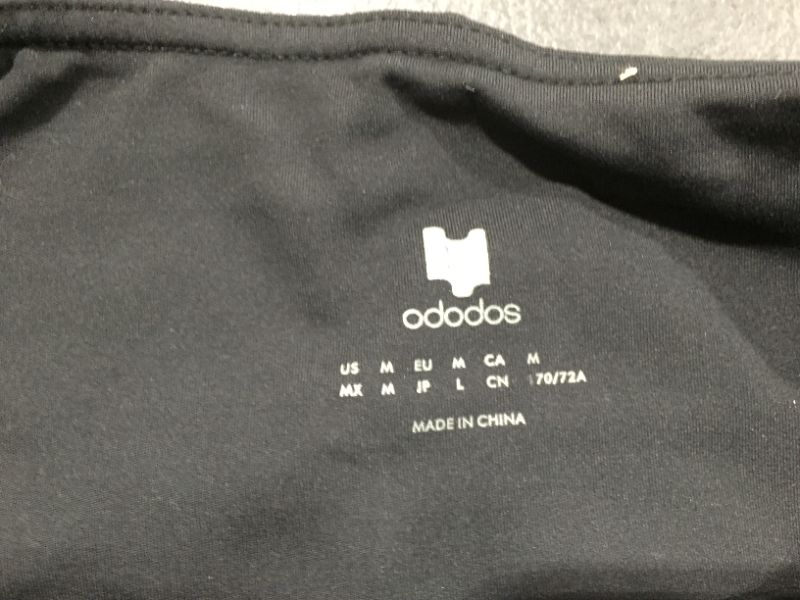 ododos
US M EU M CA M
MX M JP L CN 170/72A
MADE IN CHINA